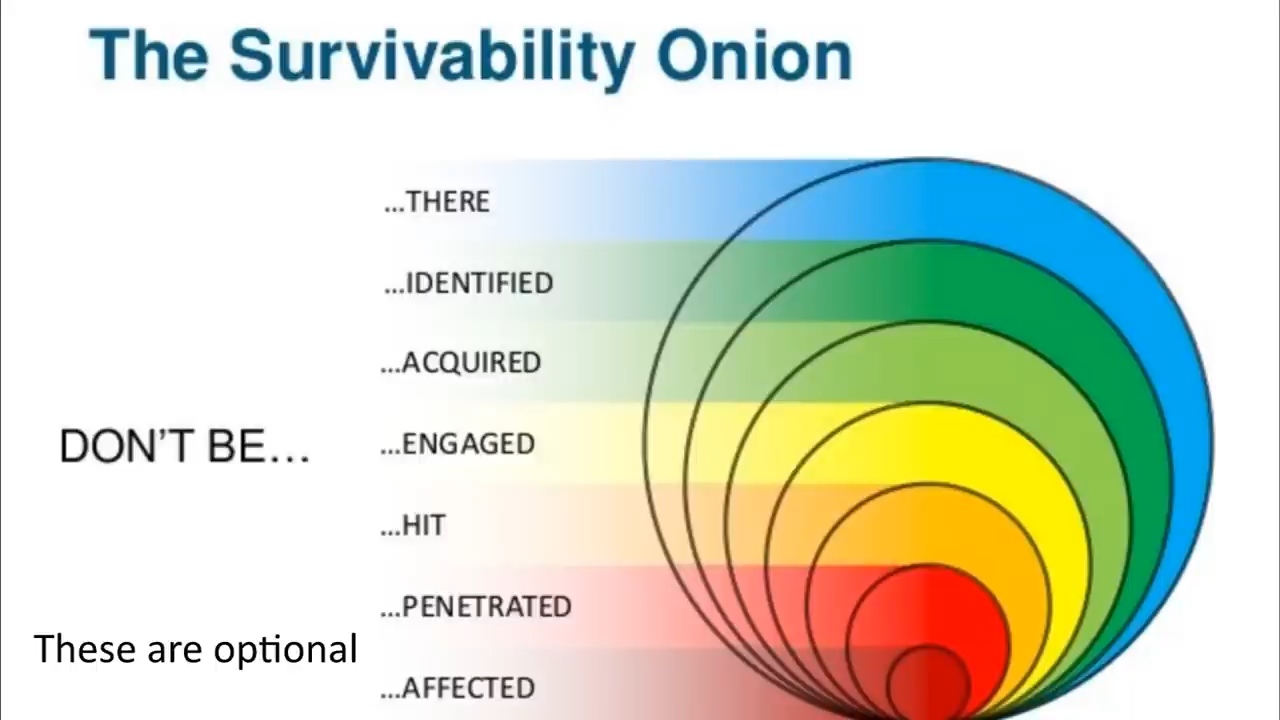 The Survivability Onion
...THERE
...IDENTIFIED
...ACQUIRED
DON'T BE...
...ENGAGED
...HIT
...PENETRATED
These are optional
...AFFECTED